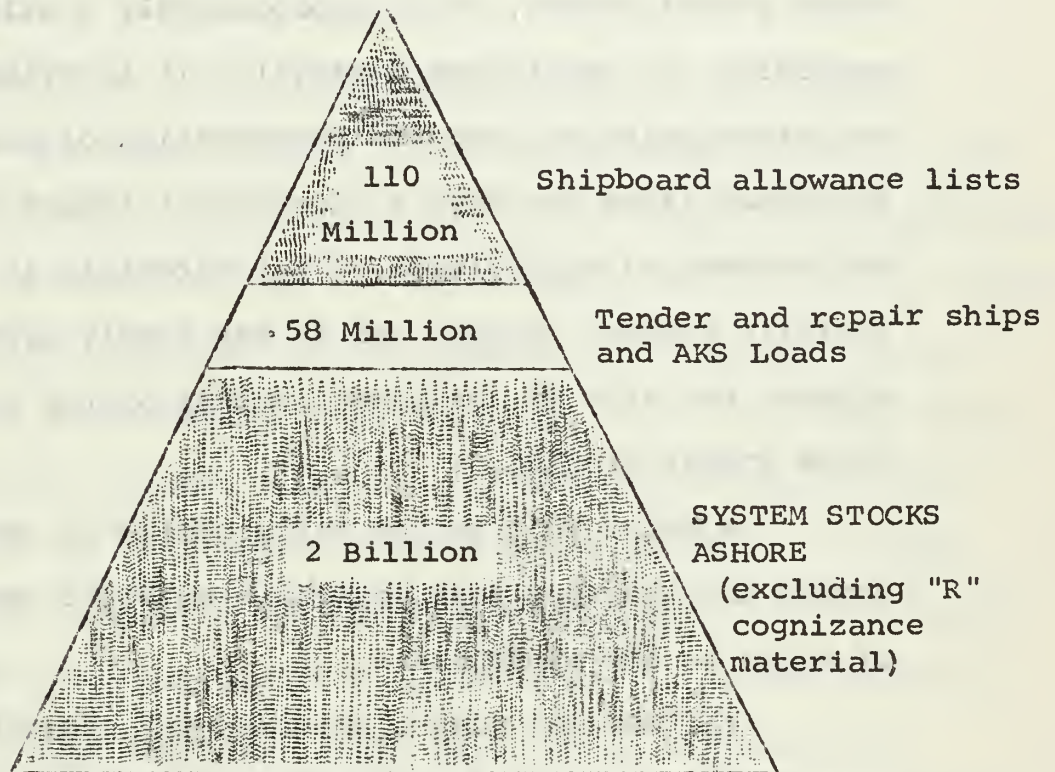 110
Million
Shipboard allowance lists
58 Million
Tender and repair ships
and AKS Loads
2 Billion
SYSTEM STOCKS
ASHORE
(excluding "R"
cognizance
material)